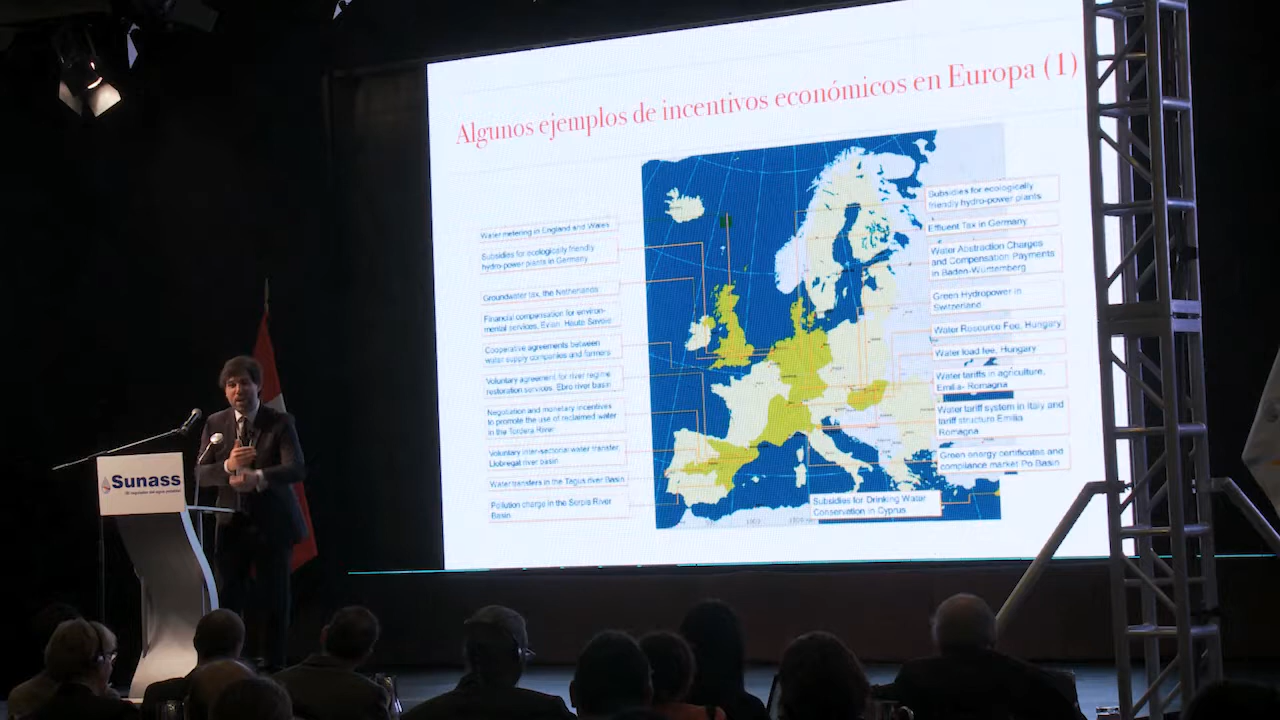 Algunos ejemplos de incentivos económicos en Europa (1)
Water metering in England and Wales
Subsidies for ecologically friendly
hydro-power plants in Germany
Groundwater tax, the Netherlands
Financial compensation for environ-
mental services, Evian, Haute Savoie
Cooperative agreements between
water supply companies and farmers
Voluntary agreement for river regime
restoration services, Ebro river basin
Negotiation and monetary incentives
to promote the use of reclaimed water
in the Tordera River
Voluntary inter-sectorial water transfer,
Llobregat river basin
Water transfers in the Tagus river Basin
Pollution charge in the Serpis River
Basin
Subsidies for ecologically
friendly hydro-power plants
Effluent Tax in Germany
Water Abstraction Charges
and Compensation Payments
in Baden-Württemberg
Green Hydropower in
Switzerland
Water Resource Fee, Hungary
Water load fee, Hungary
Water tariffs in agriculture,
Emilia- Romagna
Water tariff system in Italy and
tariff structure Emilia
Romagna
Green energy certificates and
compliance market Po Basin
Subsidies for Drinking Water
Conservation in Cyprus
Sunass
El regulador del agua potable